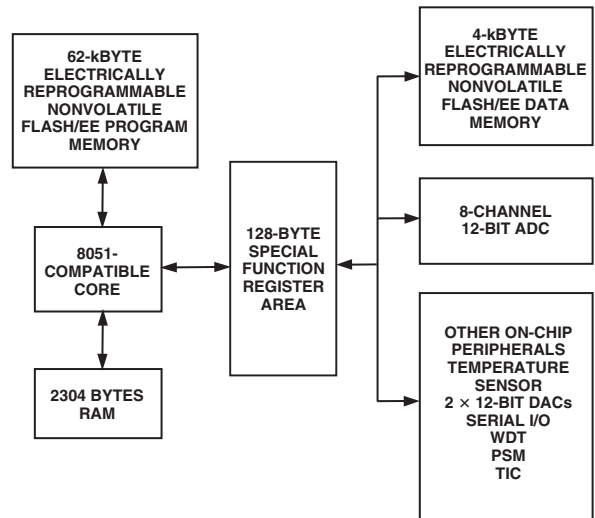 62-kBYTE
ELECTRICALLY
REPROGRAMMABLE
NONVOLATILE
FLASH/EE PROGRAM
MEMORY
8051-
COMPATIBLE
CORE
2304 BYTES
RAM
128-BYTE
SPECIAL
FUNCTION
REGISTER
AREA
4-kBYTE
ELECTRICALLY
REPROGRAMMABLE
NONVOLATILE
FLASH/EE DATA
MEMORY
8-CHANNEL
12-BIT ADC
OTHER ON-CHIP
PERIPHERALS
TEMPERATURE
SENSOR
2 × 12-BIT DACs
SERIAL I/O
WDT
PSM
TIC